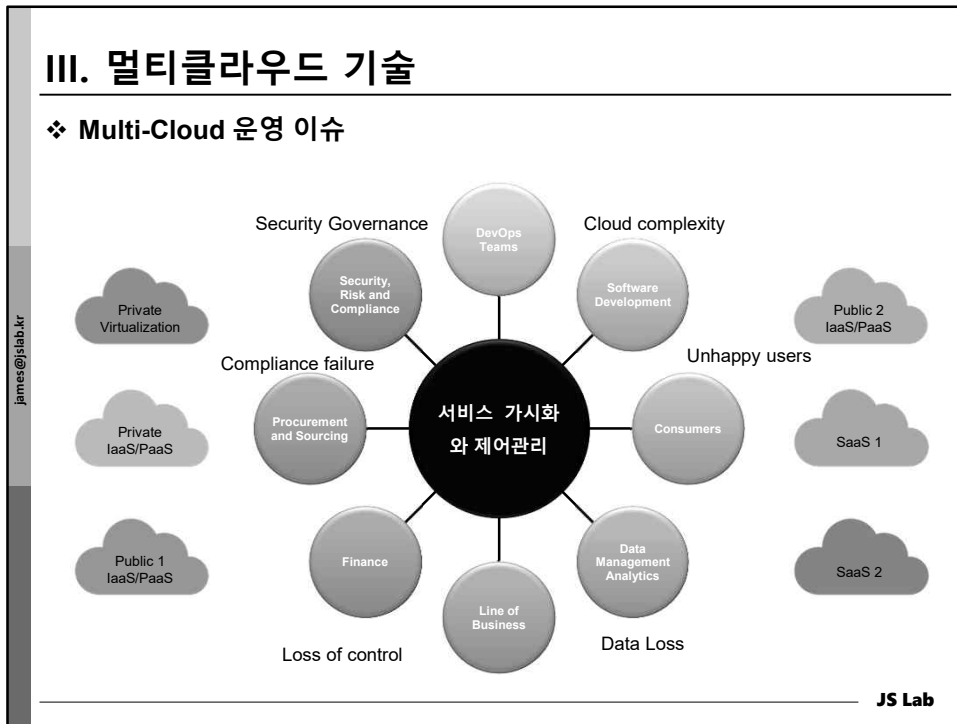 III. 멀티클라우드 기술
❖ Multi-Cloud 운영 이슈
Security Governance
DevOps
Teams
Cloud complexity
Security,
Risk and
Compliance
Software
Development
Private
Virtualization
Public 2
IaaS/PaaS
Compliance failure
Unhappy users
Private
IaaS/PaaS
Procurement
and Sourcing
서비스 가시화
와 제어관리
Consumers
SaaS 1
Public 1
IaaS/PaaS
Finance
Data
Management
Analytics
SaaS 2
Line of
Business
Loss of control
Data Loss
james@jslab.kr
JS Lab